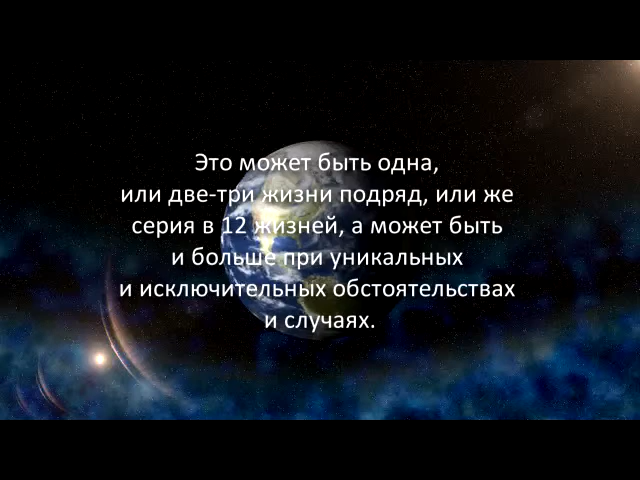 Это может быть одна,
или две-три жизни подряд, или же
серия в 12 жизней, а может быть
и больше при уникальных
и исключительных обстоятельствах
и случаях.